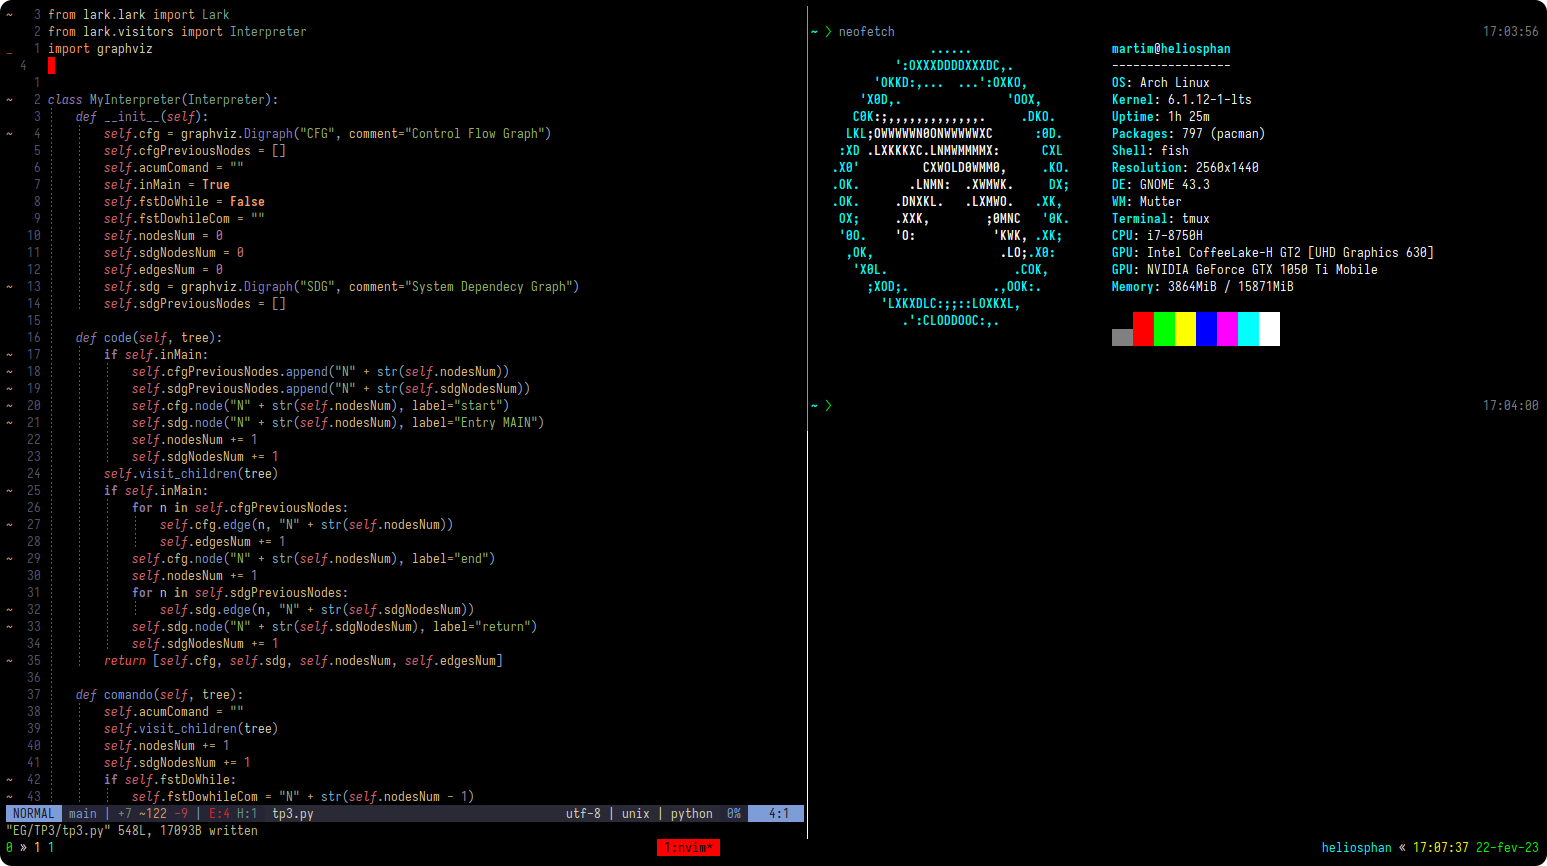 ~  3 from lark.lark import Lark
   2 from lark.visitors import Interpreter
_  1 import graphviz
  4
   1
~  2 class MyInterpreter(Interpreter):
   3     def __init__(self):
~  4         self.cfg = graphviz.Digraph("CFG", comment="Control Flow Graph")
   5         self.cfgPreviousNodes = []
   6         self.acumComand = ""
   7         self.inMain = True
   8         self.fstDoWhile = False
   9         self.fstDowhileCom = ""
  10         self.nodesNum = 0
  11         self.sdgNodesNum = 0
  12         self.edgesNum = 0
~ 13         self.sdg = graphviz.Digraph("SDG", comment="System Dependecy Graph")
  14         self.sdgPreviousNodes = []
  15
  16     def code(self, tree):
~ 17         if self.inMain:
~ 18             self.cfgPreviousNodes.append("N" + str(self.nodesNum))
~ 19             self.sdgPreviousNodes.append("N" + str(self.sdgNodesNum))
~ 20             self.cfg.node("N" + str(self.nodesNum), label="start")
~ 21             self.sdg.node("N" + str(self.nodesNum), label="Entry MAIN")
  22             self.nodesNum += 1
  23             self.sdgNodesNum += 1
  24         self.visit_children(tree)
~ 25         if self.inMain:
  26             for n in self.cfgPreviousNodes:
~ 27                 self.cfg.edge(n, "N" + str(self.nodesNum))
  28                 self.edgesNum += 1
~ 29             self.cfg.node("N" + str(self.nodesNum), label="end")
  30             self.nodesNum += 1
  31             for n in self.sdgPreviousNodes:
~ 32                 self.sdg.edge(n, "N" + str(self.sdgNodesNum))
~ 33             self.sdg.node("N" + str(self.sdgNodesNum), label="return")
  34             self.sdgNodesNum += 1
~ 35         return [self.cfg, self.sdg, self.nodesNum, self.edgesNum]
  36
  37     def comando(self, tree):
  38         self.acumComand = ""
  39         self.visit_children(tree)
  40         self.nodesNum += 1
  41         self.sdgNodesNum += 1
~ 42         if self.fstDoWhile:
~ 43             self.fstDowhileCom = "N" + str(self.nodesNum - 1)
NORMAL main | +7 ~122 -9 | E:4 H:1 tp3.py utf-8 | unix | python 0% 4:1
"EG/TP3/tp3.py" 548L, 17093B written
~ ❯ neofetch 17:03:56
......
':OXXXDDDDXXXDC,.
'OKKD:,... ...':OXKO,
'X0D,. 'OOX,
C0K:;,,,,,,,,,,,,,. .DKO.
LKL;OWWWWWN0ONWWWWWXC :0D.
:XD .LXKKKXC.LNMWMMMMX: CXL
.X0' CXWOLD0WMM0, .KO.
.OK. .LNMN: .XWMWK. DX;
.OK. .DNXKL. .LXMWO. .XK,
OX; .XXK, ;0MNC '0K.
'0O. 'O: 'KWK, .XK;
,OK, .LO;.X0:
'X0L. .COK,
;XOD;. .,OOK:.
'LXKXDLC:;;::LOXKXL,
.':CLODDOOC:,.
martim@heliosphan
-----------------
OS: Arch Linux
Kernel: 6.1.12-1-lts
Uptime: 1h 25m
Packages: 797 (pacman)
Shell: fish
Resolution: 2560x1440
DE: GNOME 43.3
WM: Mutter
Terminal: tmux
CPU: i7-8750H
GPU: Intel CoffeeLake-H GT2 [UHD Graphics 630]
GPU: NVIDIA GeForce GTX 1050 Ti Mobile
Memory: 3864MiB / 15871MiB
~ ❯ 17:04:00
0 » 1 1 1:nvim* heliosphan « 17:07:37 22-fev-23